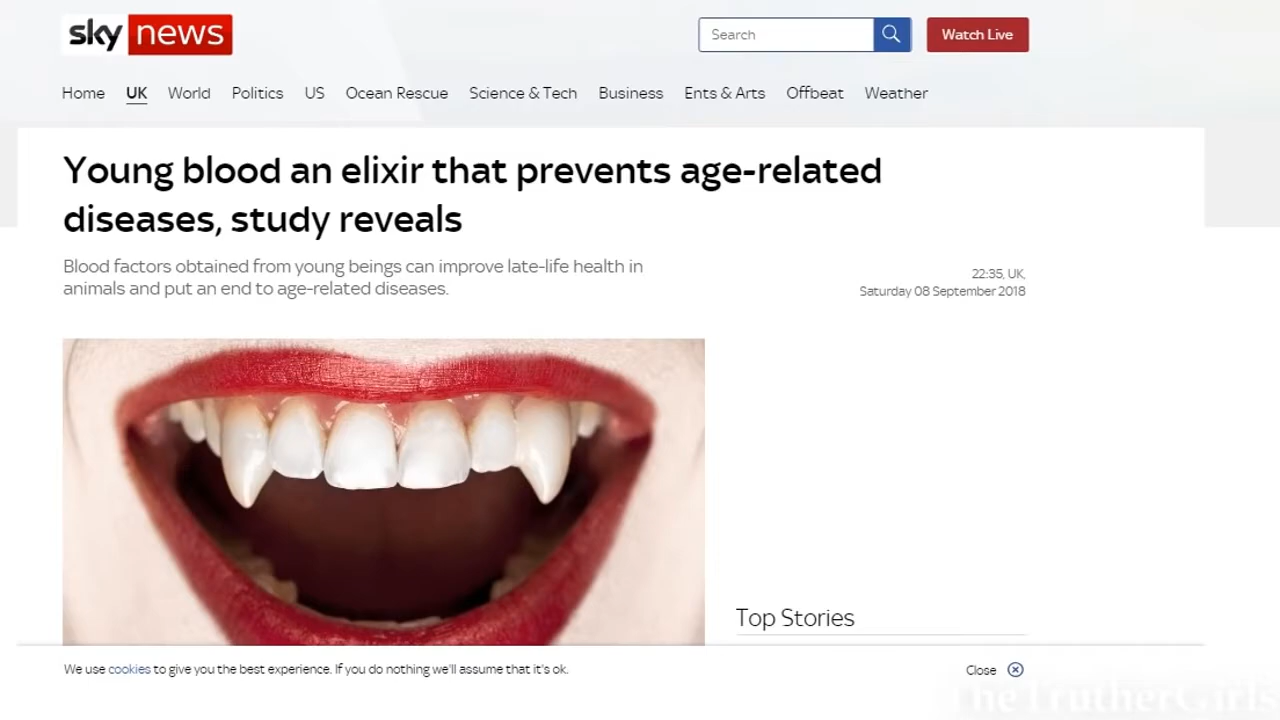 sky news
Search
Watch Live
Home UK World Politics US Ocean Rescue Science & Tech Business Ents & Arts Offbeat Weather
Young blood an elixir that prevents age-related
diseases, study reveals
Blood factors obtained from young beings can improve late-life health in
animals and put an end to age-related diseases.
22:35, UK,
Saturday 08 September 2018
Top Stories
We use cookies to give you the best experience. If you do nothing we'll assume that it's ok.
Close
TheTrutherGirls